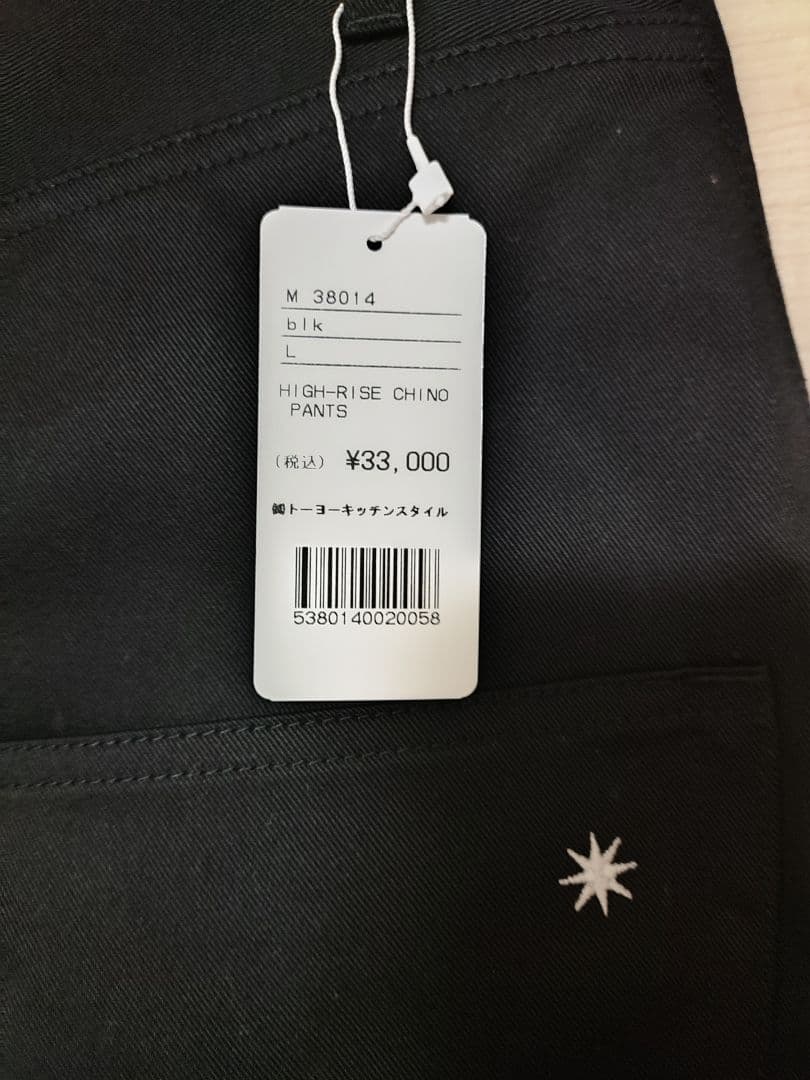 M 38014
blk
L
HIGH-RISE CHINO
PANTS
(税込) ¥33,000
㈱トーヨーキッチンスタイル
5380140020058